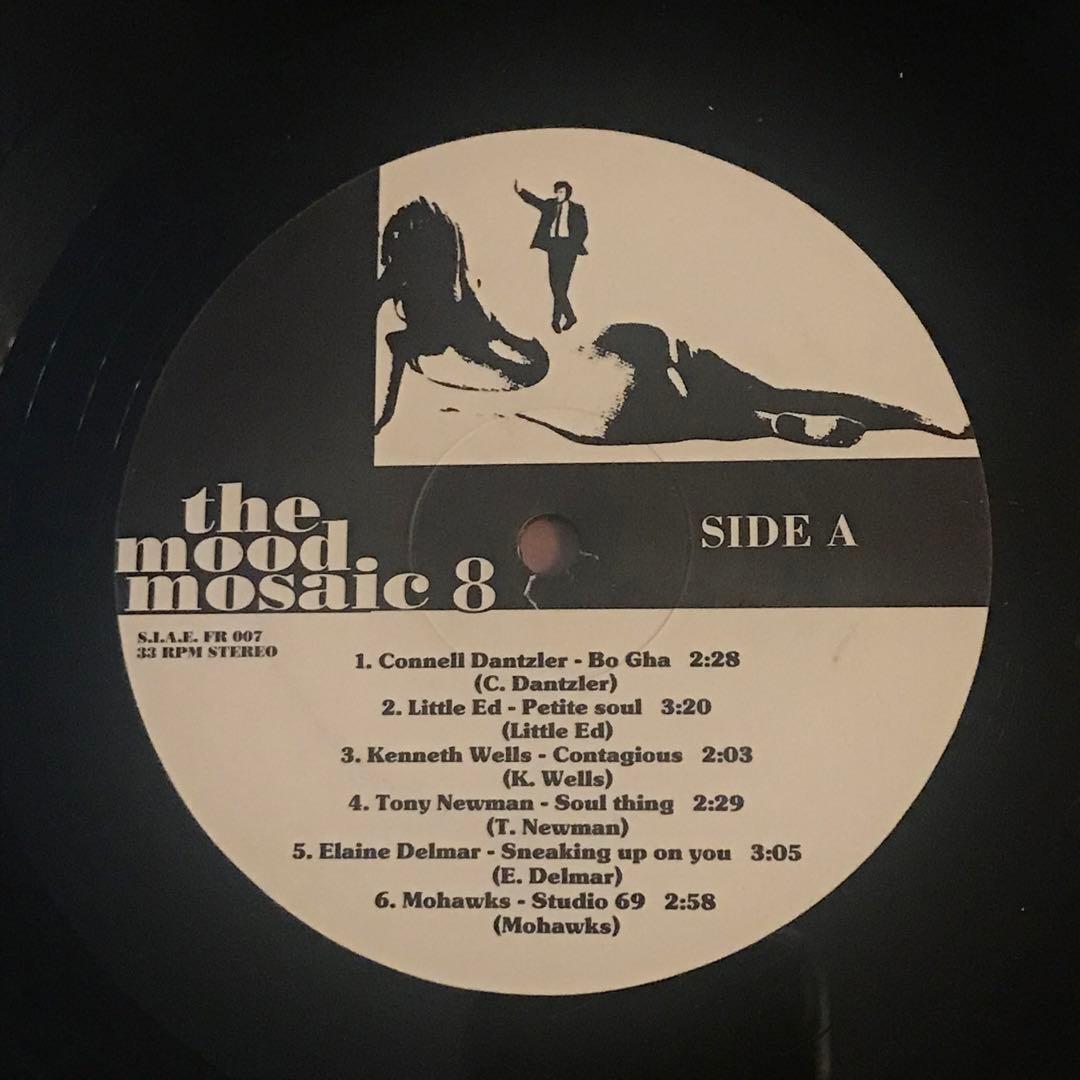 the
mood
mosaic 8
SIDE A
S.I.A.E. FR 007
33 RPM STEREO
1. Connell Dantzler - Bo Gha 2:28
(C. Dantzler)
2. Little Ed - Petite soul 3:20
(Little Ed)
3. Kenneth Wells - Contagious 2:03
(K. Wells)
4. Tony Newman - Soul thing 2:29
(T. Newman)
5. Elaine Delmar - Sneaking up on you 3:05
(E. Delmar)
6. Mohawks - Studio 69 2:58
(Mohawks)